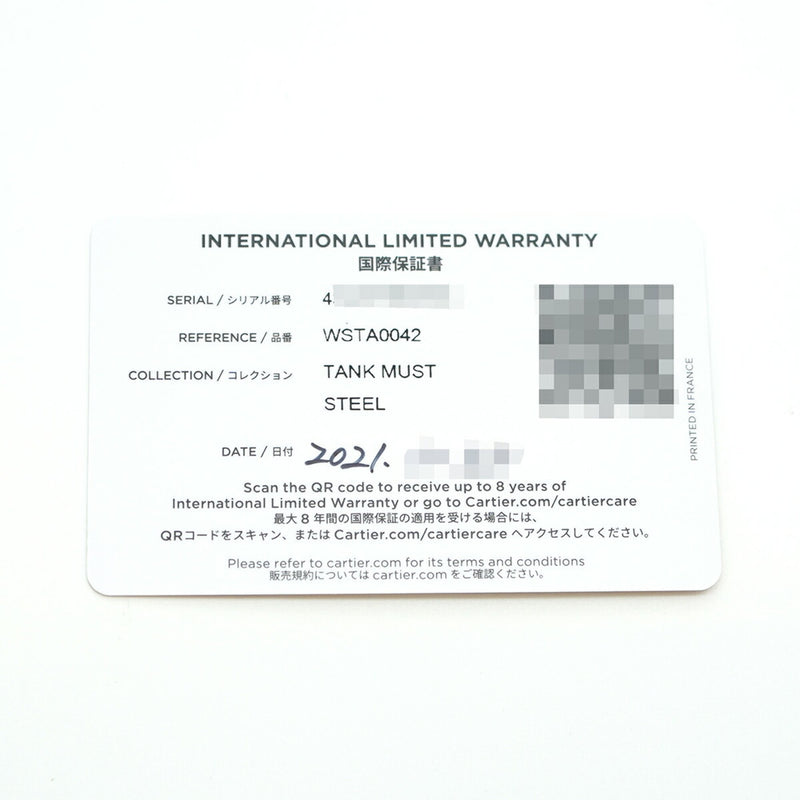 INTERNATIONAL LIMITED WARRANTY
国際保証書
SERIAL / シリアル番号 4
REFERENCE / 品番 WSTA0042
COLLECTION / コレクション TANK MUST
STEEL
PRINTED IN FRANCE
DATE / 日付 2021.
Scan the QR code to receive up to 8 years of
International Limited Warranty or go to Cartier.com/cartiercare
最大 8 年間の国際保証の適用を受ける場合には、
QRコードをスキャン、または Cartier.com/cartiercare へアクセスしてください。
Please refer to cartier.com for its terms and conditions
販売規約については cartier.com をご確認ください。